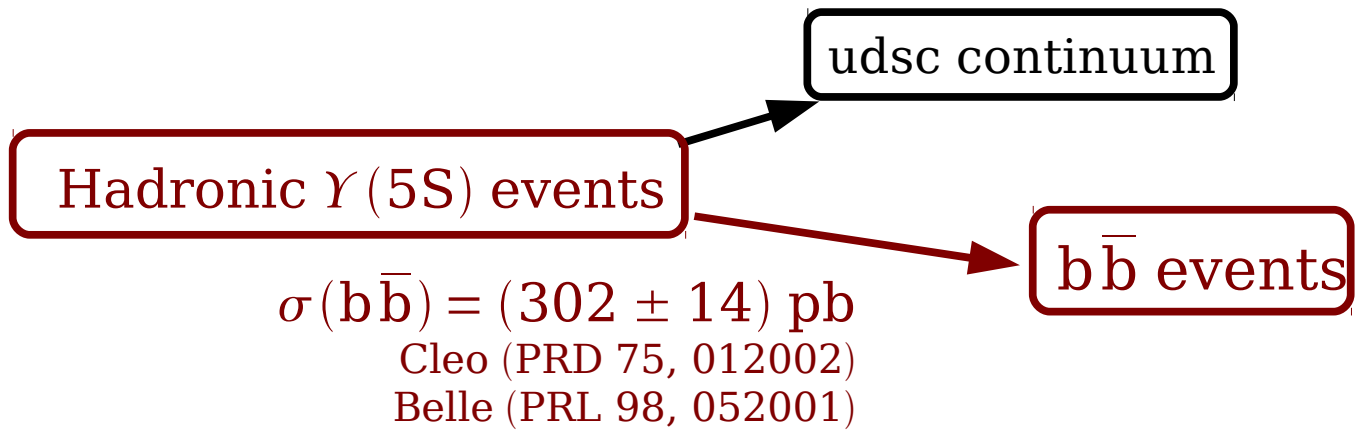 udsc continuum
Hadronic ϒ(5S) events
b b̅ events
σ(b b̅) = (302 ± 14) pb
Cleo (PRD 75, 012002)
Belle (PRL 98, 052001)